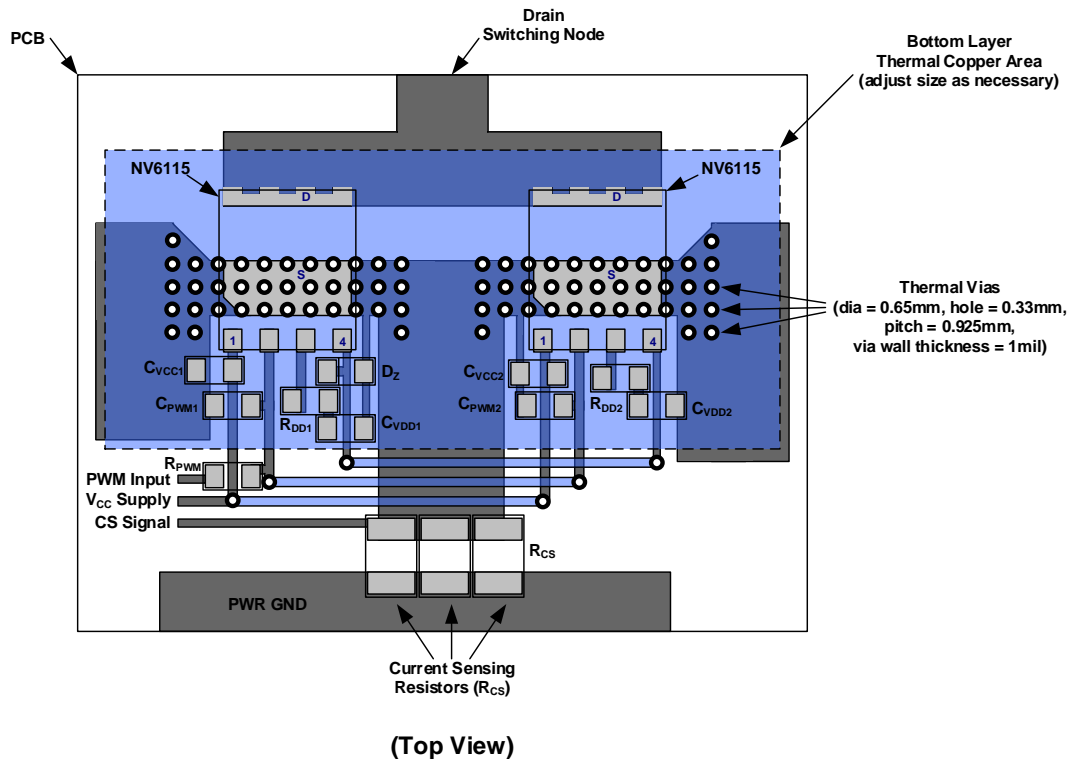 Drain
Switching Node
PCB
Bottom Layer
Thermal Copper Area
(adjust size as necessary)
NV6115
NV6115
D
D
S
S
Thermal Vias
(dia = 0.65mm, hole = 0.33mm,
pitch = 0.925mm,
via wall thickness = 1mil)
1
4
1
4
CVCC1
DZ
CVCC2
CPWM1
RDD1
CVDD1
CPWM2
RDD2
CVDD2
RPWM
PWM Input
VCC Supply
CS Signal
RCS
PWR GND
Current Sensing
Resistors (RCS)
(Top View)